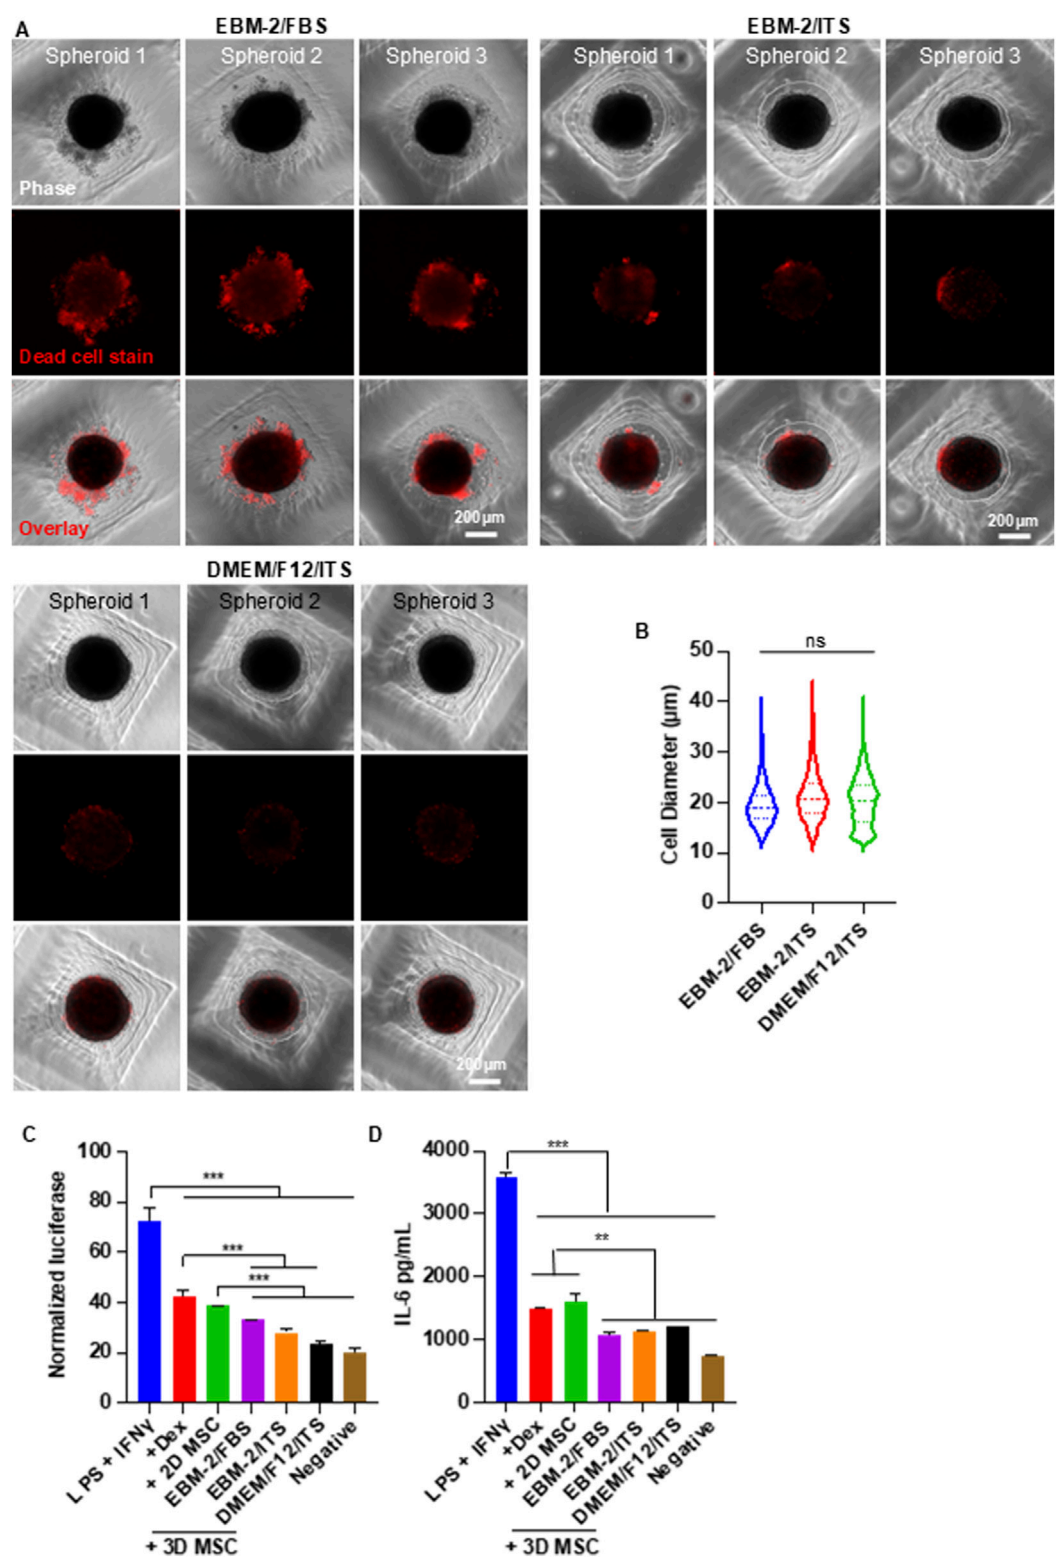 A
EBM-2/FBS
EBM-2/ITS
Spheroid 1 Spheroid 2 Spheroid 3 Spheroid 1 Spheroid 2 Spheroid 3
Phase
Dead cell stain
Overlay
200 µm
200 µm
DMEM/F12/ITS
Spheroid 1 Spheroid 2 Spheroid 3
200 µm
B
ns
Cell Diameter (µm)
50
40
30
20
10
0
EBM-2/FBS
EBM-2/ITS
DMEM/F12/ITS
C
Normalized luciferase
100
80
60
40
20
0
***
***
***
LPS + IFNγ
+Dex
+ 2D MSC
EBM-2/FBS
EBM-2/ITS
DMEM/F12/ITS
Negative
+ 3D MSC
D
IL-6 pg/mL
4000
3000
2000
1000
0
***
**
LPS + IFNγ
+Dex
+ 2D MSC
EBM-2/FBS
EBM-2/ITS
DMEM/F12/ITS
Negative
+ 3D MSC